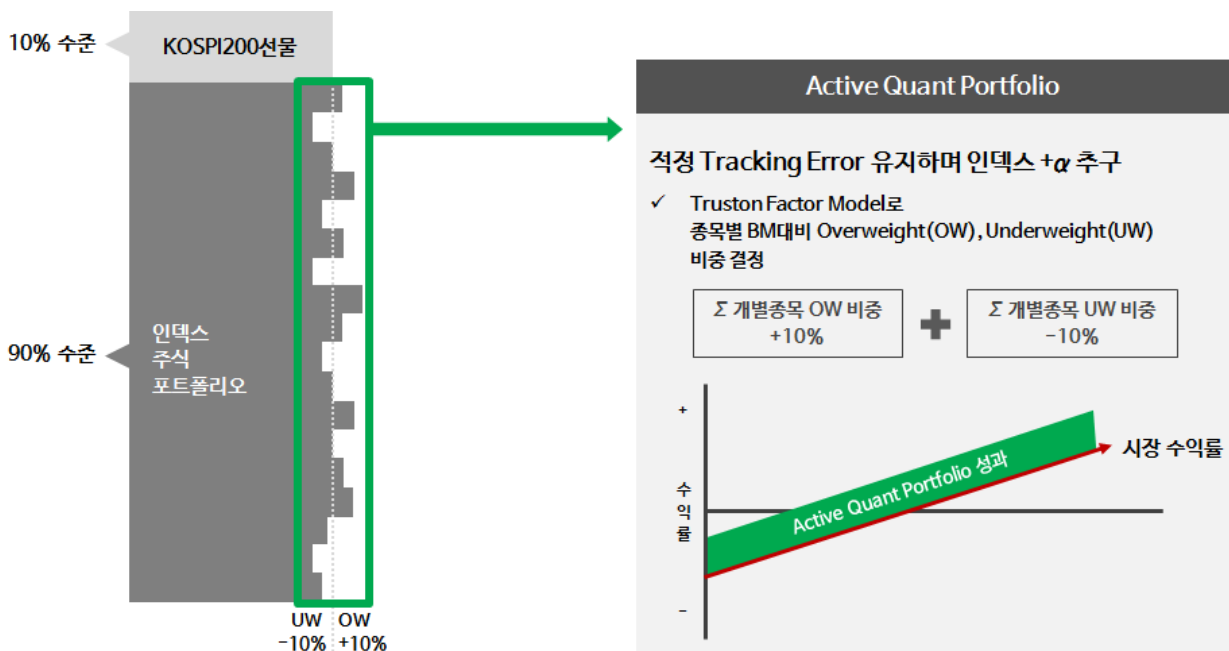 10% 수준
KOSPI200선물
90% 수준
인덱스
주식
포트폴리오
UW
-10%
OW
+10%
Active Quant Portfolio
적정 Tracking Error 유지하며 인덱스 +α 추구
✓ Truston Factor Model로
종목별 BM대비 Overweight(OW), Underweight(UW)
비중 결정
Σ 개별종목 OW 비중
+10%
Σ 개별종목 UW 비중
-10%
+
수익률
-
Active Quant Portfolio 성과
시장 수익률